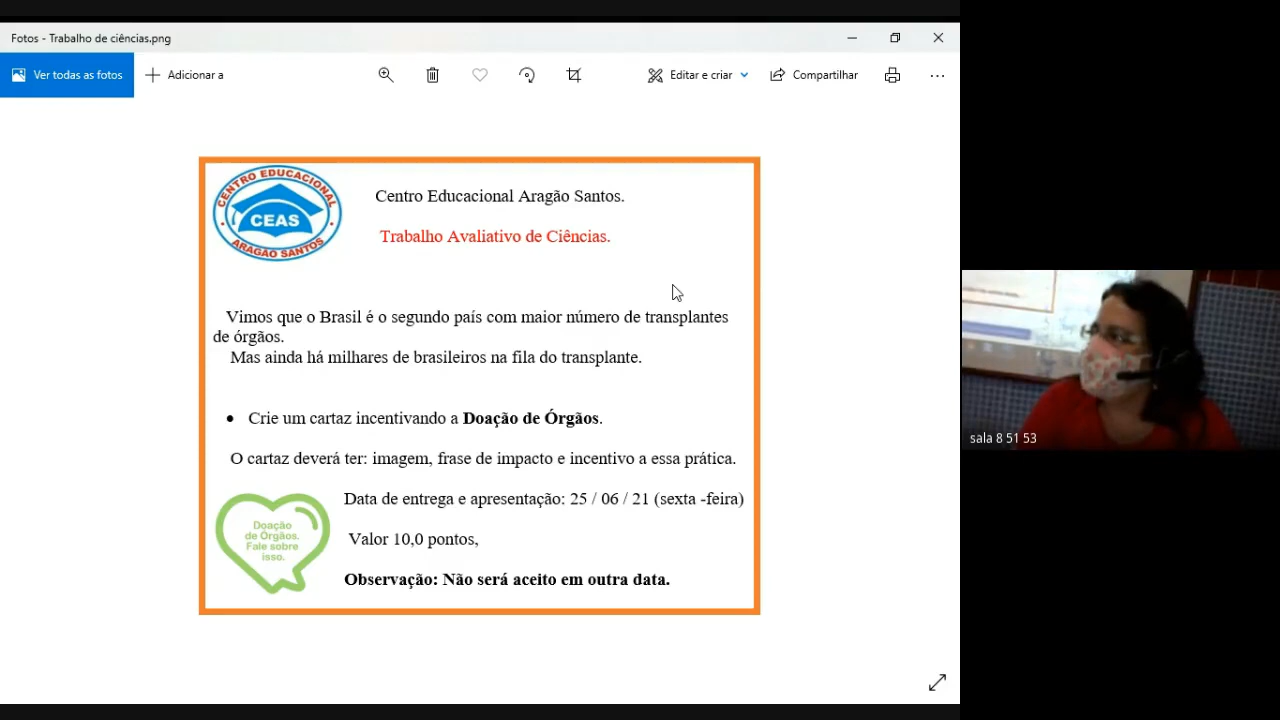 Fotos - Trabalho de ciências.png
Ver todas as fotos
Adicionar a
Editar e criar
Compartilhar
CENTRO EDUCACIONAL
CEAS
ARAGÃO SANTOS
Centro Educacional Aragão Santos.
Trabalho Avaliativo de Ciências.
Vimos que o Brasil é o segundo país com maior número de transplantes
de órgãos.
Mas ainda há milhares de brasileiros na fila do transplante.
• Crie um cartaz incentivando a Doação de Órgãos.
O cartaz deverá ter: imagem, frase de impacto e incentivo a essa prática.
Data de entrega e apresentação: 25 / 06 / 21 (sexta -feira)
Valor 10,0 pontos,
Observação: Não será aceito em outra data.
Doação
de Órgãos.
Fale sobre
isso.
sala 8 51 53